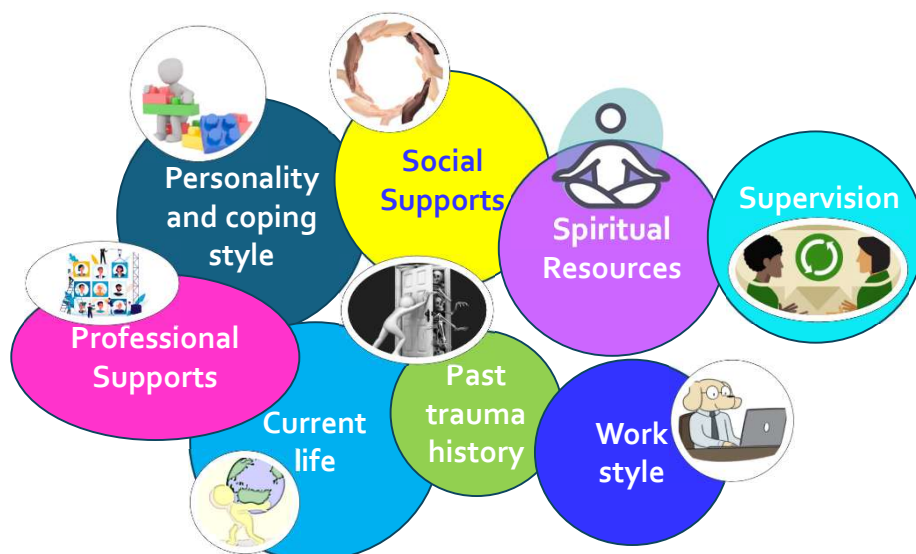 Personality
and coping
style
Social
Supports
Spiritual
Resources
Supervision
Professional
Supports
Current
life
Past
trauma
history
Work
style